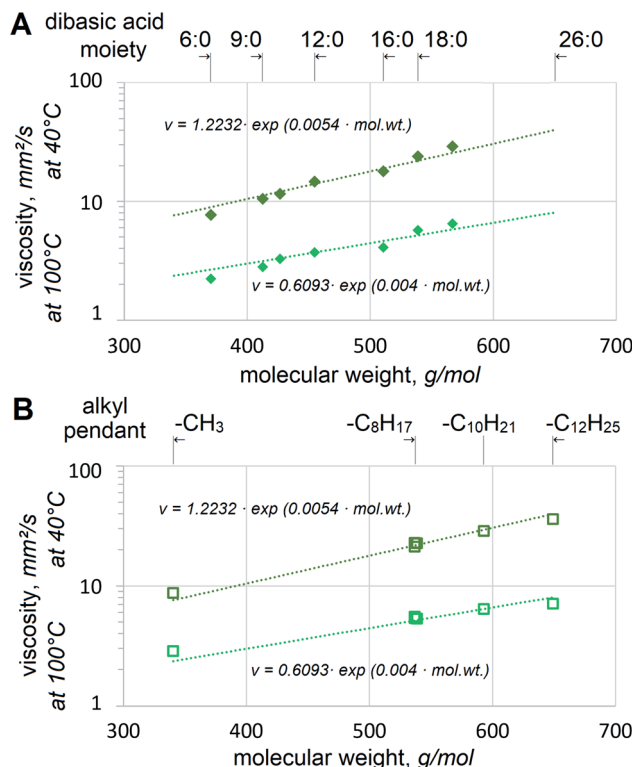 A
dibasic acid
moiety
6:0 9:0 12:0 16:0 18:0 26:0
viscosity, mm²/s
at 100°C at 40°C
100
10
1
v = 1.2232· exp (0.0054 · mol.wt.)
v = 0.6093· exp (0.004 · mol.wt.)
300 400 500 600 700
molecular weight, g/mol
B
alkyl
pendant
-CH₃ -C₈H₁₇ -C₁₀H₂₁ -C₁₂H₂₅
viscosity, mm²/s
at 100°C at 40°C
100
10
1
v = 1.2232· exp (0.0054 · mol.wt.)
v = 0.6093· exp (0.004 · mol.wt.)
300 400 500 600 700
molecular weight, g/mol